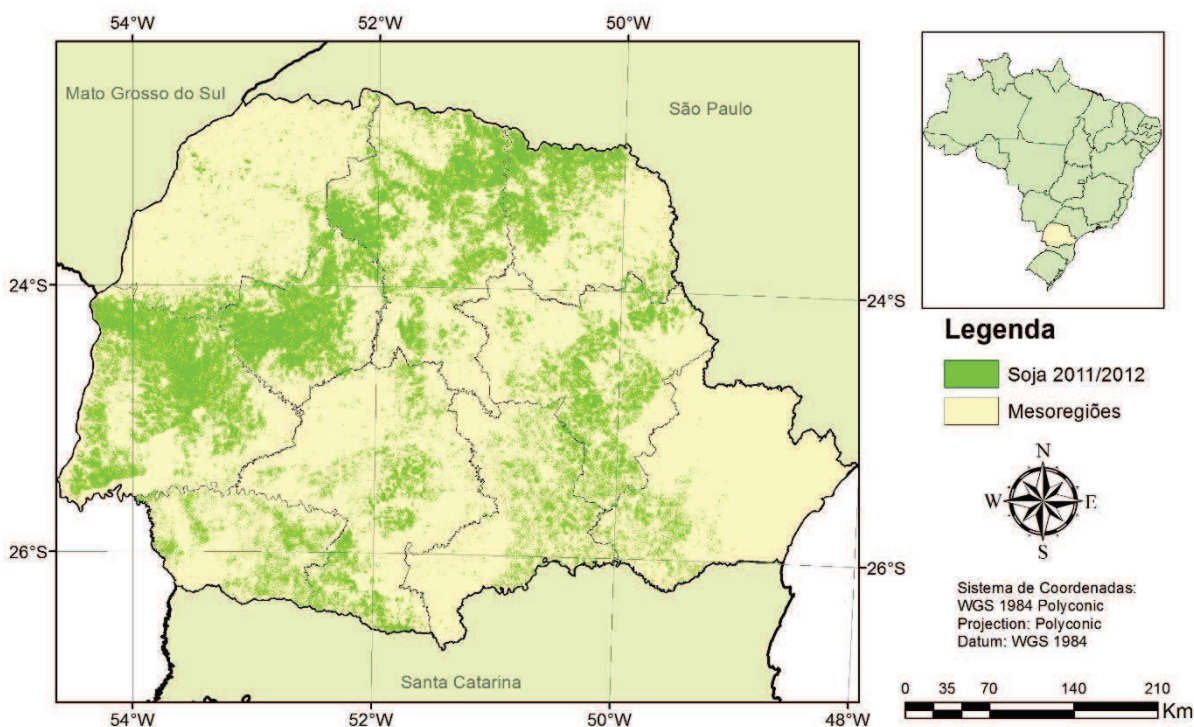 54°W 52°W 50°W
Mato Grosso do Sul
São Paulo
24°S 24°S
26°S 26°S
Santa Catarina
54°W 52°W 50°W 48°W
Legenda
Soja 2011/2012
Mesoregiões
N
W E
S
Sistema de Coordenadas:
WGS 1984 Polyconic
Projection: Polyconic
Datum: WGS 1984
0 35 70 140 210
Km